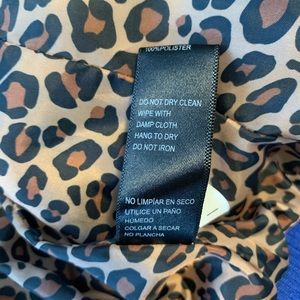 100%POLISTER
DO NOT DRY CLEAN
WIPE WITH
DAMP CLOTH
HANG TO DRY
DO NOT IRON
NO LIMPIAR EN SECO
UTILICE UN PAÑO
HUMEDO
COLGAR A SECAR
NO PLANCHA